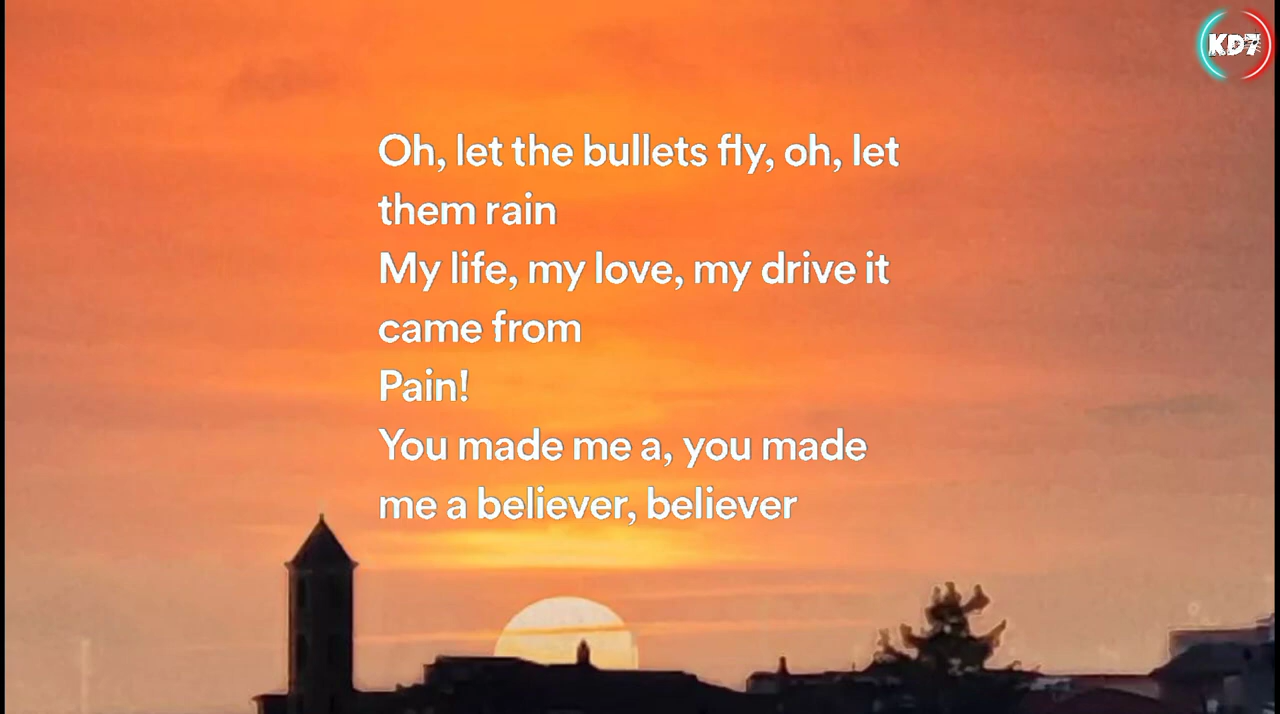 KD7
Oh, let the bullets fly, oh, let
them rain
My life, my love, my drive it
came from
Pain!
You made me a, you made
me a believer, believer